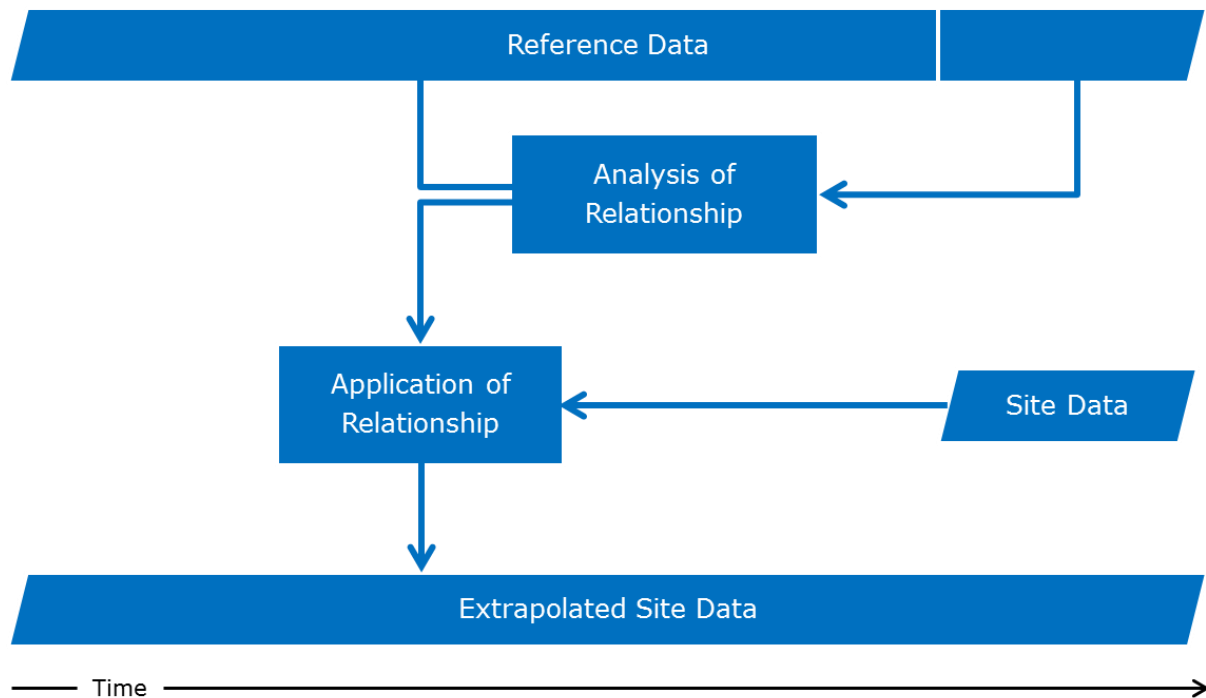 Reference Data
Analysis of
Relationship
Application of
Relationship
Site Data
Extrapolated Site Data
Time